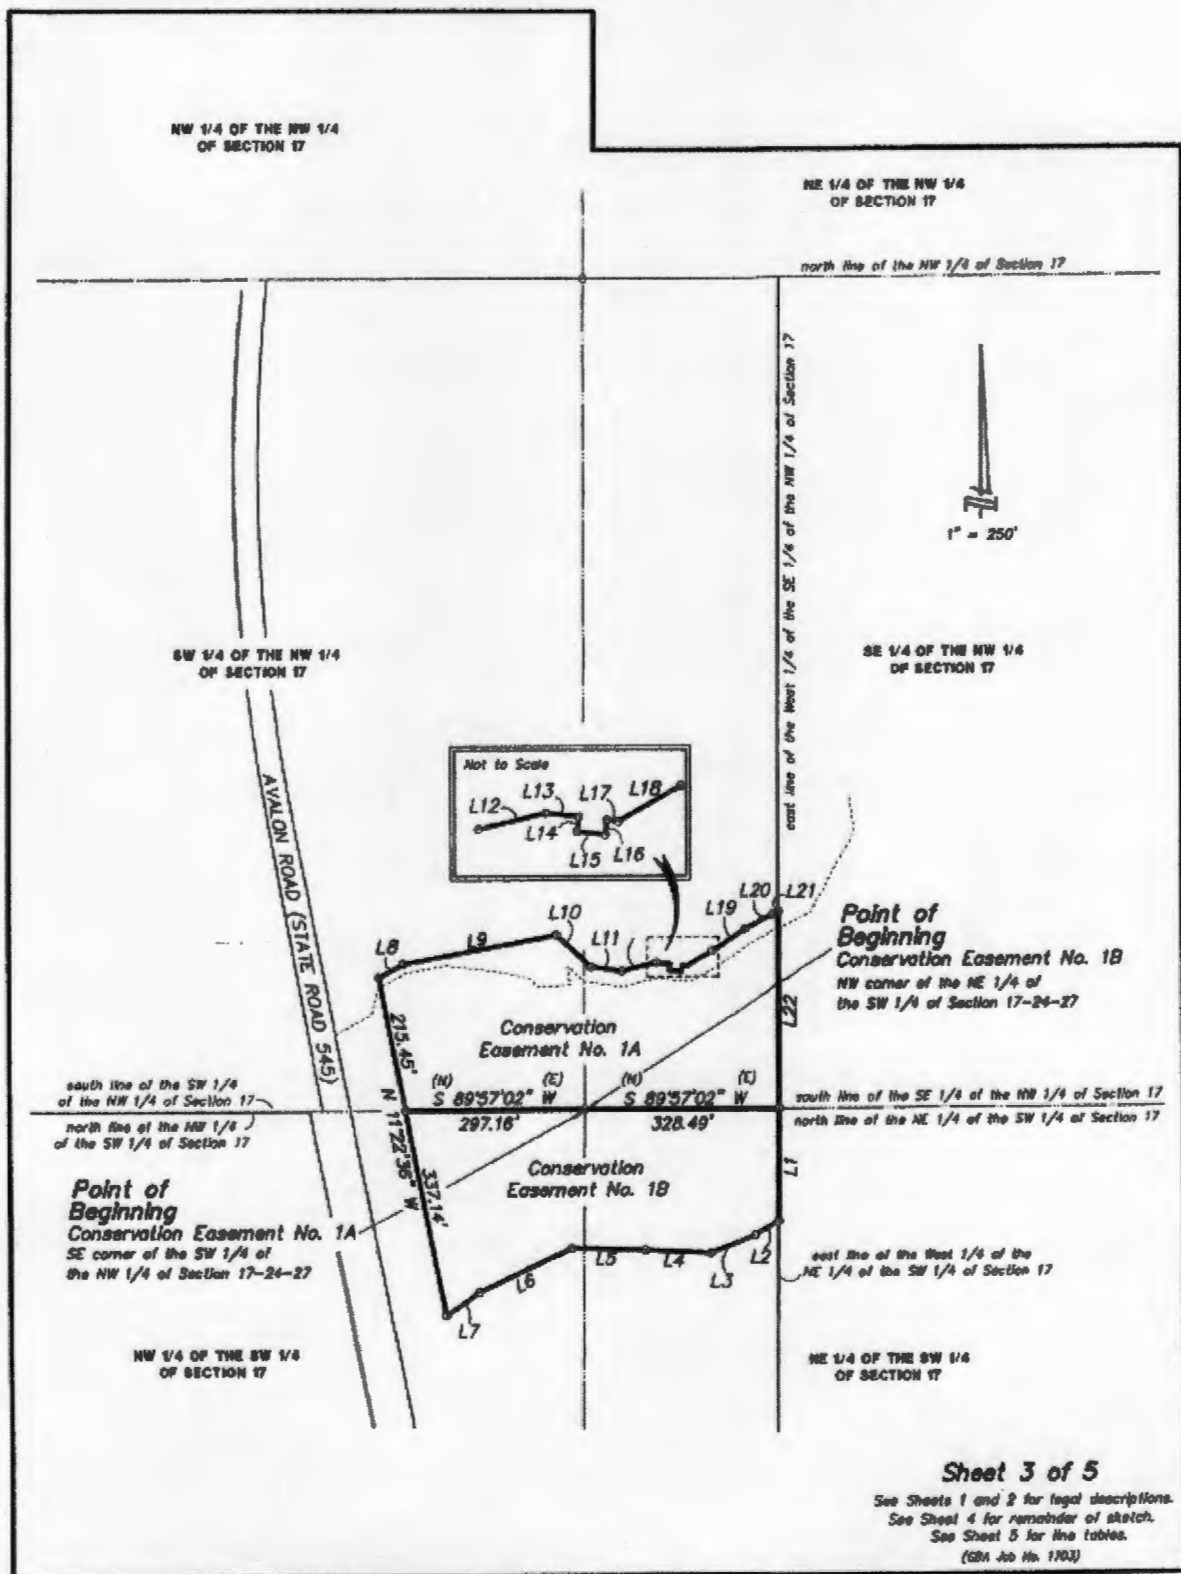 NW 1/4 OF THE NW 1/4
OF SECTION 17
NE 1/4 OF THE NW 1/4
OF SECTION 17
north line of the NW 1/4 of Section 17
east line of the West 1/4 of the SE 1/4 of the NW 1/4 of Section 17
1" = 250'
SW 1/4 OF THE NW 1/4
OF SECTION 17
SE 1/4 OF THE NW 1/4
OF SECTION 17
AVALON ROAD (STATE ROAD 545)
Not to Scale
L12
L13
L14
L15
L16
L17
L18
L8
L9
L10
L11
L19
L20
L21
L22
Point of
Beginning
Conservation Easement No. 1B
NW corner of the NE 1/4 of
the SW 1/4 of Section 17-24-27
Conservation
Easement No. 1A
215.45'
N 11°22'36" W
337.14'
(N) (E)
S 89°57'02" W
297.16'
(N) (E)
S 89°57'02" W
328.49'
south line of the SW 1/4
of the NW 1/4 of Section 17
north line of the NW 1/4
of the SW 1/4 of Section 17
south line of the SE 1/4 of the NW 1/4 of Section 17
north line of the NE 1/4 of the SW 1/4 of Section 17
Conservation
Easement No. 1B
Point of
Beginning
Conservation Easement No. 1A
SE corner of the SW 1/4 of
the NW 1/4 of Section 17-24-27
L1
L2
L3
L4
L5
L6
L7
east line of the West 1/4 of the
NE 1/4 of the SW 1/4 of Section 17
NW 1/4 OF THE SW 1/4
OF SECTION 17
NE 1/4 OF THE SW 1/4
OF SECTION 17
Sheet 3 of 5
See Sheets 1 and 2 for legal descriptions.
See Sheet 4 for remainder of sketch.
See Sheet 5 for line tables.
(GBA Job No. 1703)